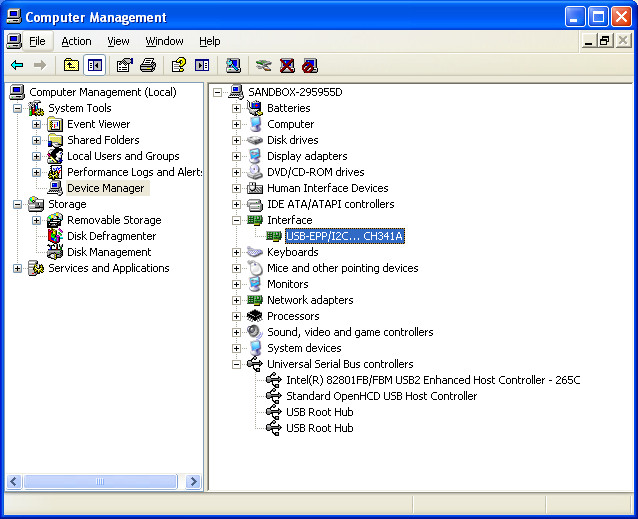 Computer Management
File Action View Window Help
Computer Management (Local)
System Tools
Event Viewer
Shared Folders
Local Users and Groups
Performance Logs and Alert:
Device Manager
Storage
Removable Storage
Disk Defragmenter
Disk Management
Services and Applications
SANDBOX-295955D
Batteries
Computer
Disk drives
Display adapters
DVD/CD-ROM drives
Human Interface Devices
IDE ATA/ATAPI controllers
Interface
USB-EPP/I2C... CH341A
Keyboards
Mice and other pointing devices
Monitors
Network adapters
Processors
Sound, video and game controllers
System devices
Universal Serial Bus controllers
Intel(R) 82801FB/FBM USB2 Enhanced Host Controller - 265C
Standard OpenHCD USB Host Controller
USB Root Hub
USB Root Hub